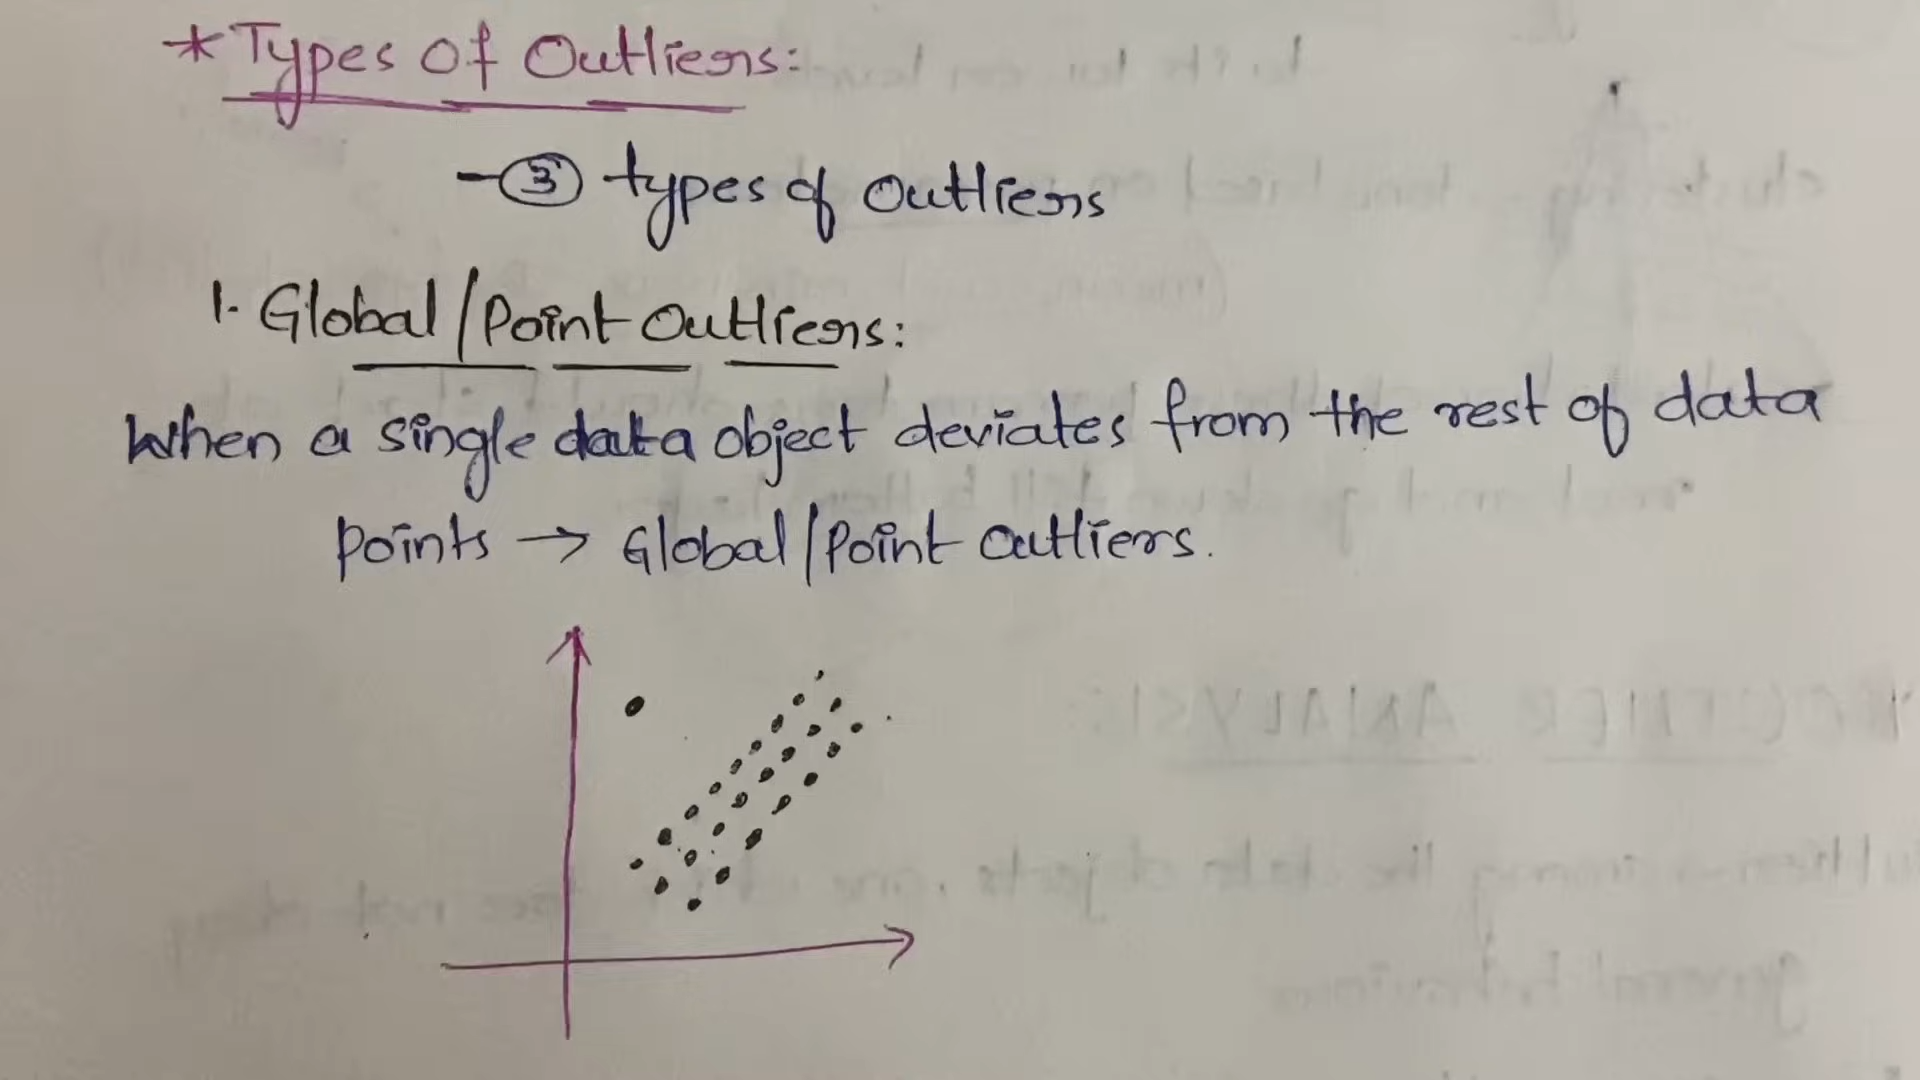 * Types Of Outliers:
- ③ types of Outliers
1. Global/Point Outliers:
When a single data object deviates from the rest of data
points → Global/Point Outliers.